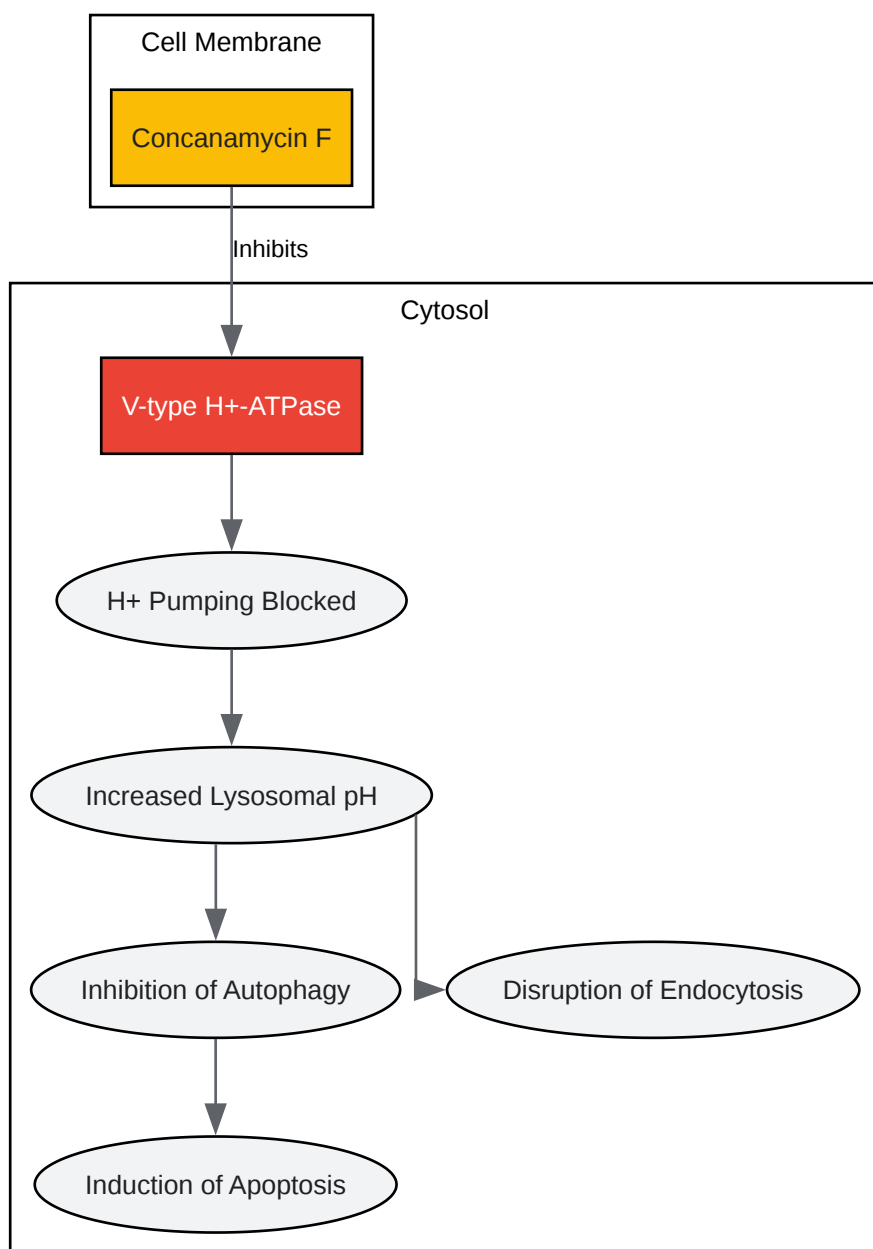 Cell Membrane
Concanamycin F
Inhibits
Cytosol
V-type H+-ATPase
H+ Pumping Blocked
Increased Lysosomal pH
Inhibition of Autophagy
Disruption of Endocytosis
Induction of Apoptosis